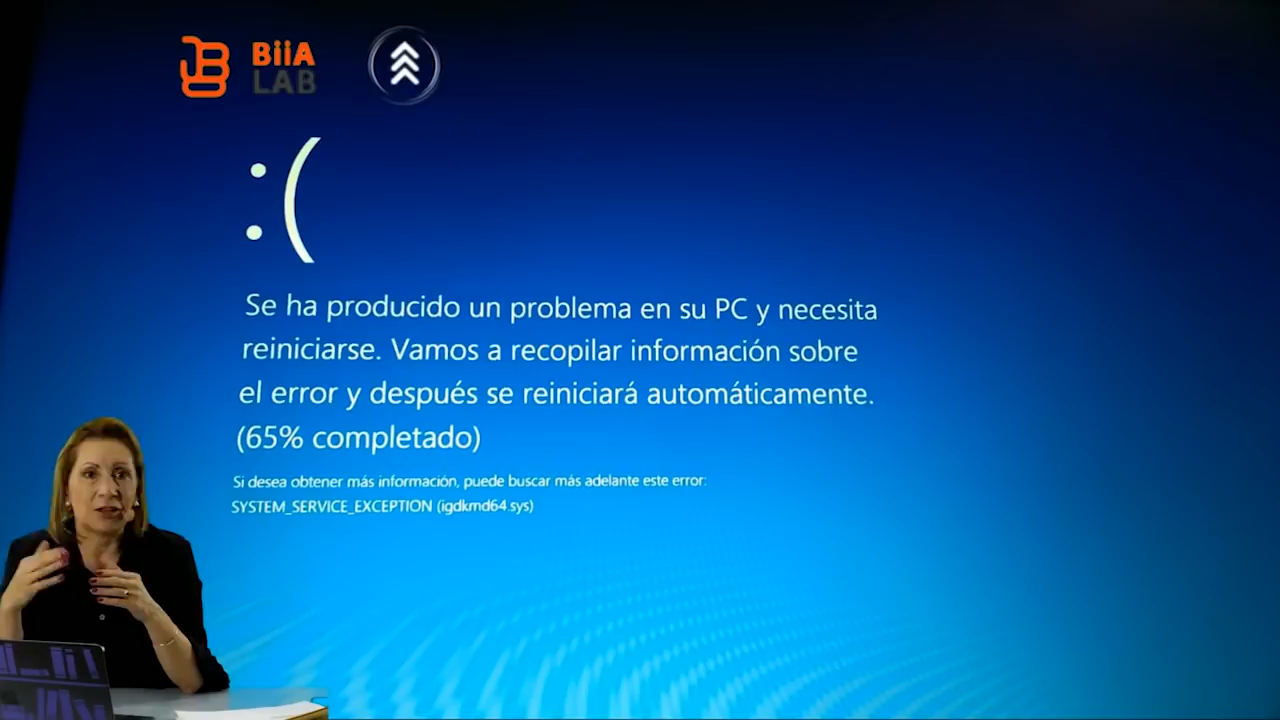 BiiA
LAB
:(
Se ha producido un problema en su PC y necesita
reiniciarse. Vamos a recopilar información sobre
el error y después se reiniciará automáticamente.
(65% completado)
Si desea obtener más información, puede buscar más adelante este error:
SYSTEM_SERVICE_EXCEPTION (igdkmd64.sys)